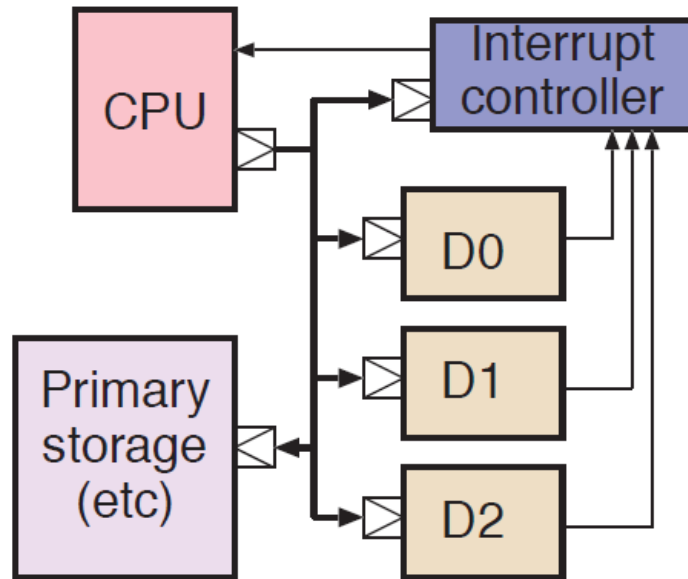 CPU
Interrupt
controller
D0
D1
Primary
storage
(etc)
D2